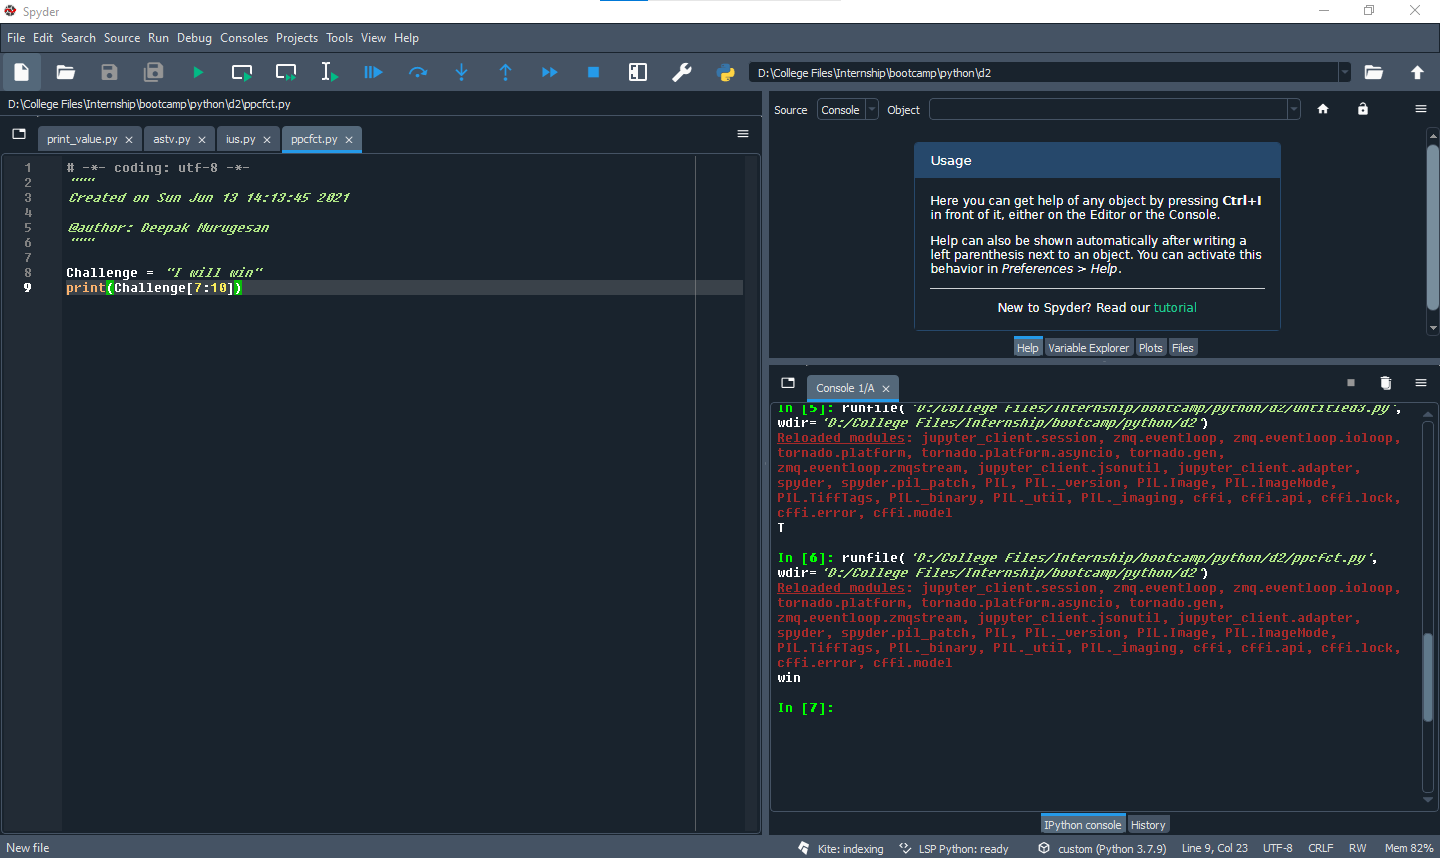 Spyder
File Edit Search Source Run Debug Consoles Projects Tools View Help
D:\College Files\Internship\bootcamp\python\d2
D:\College Files\Internship\bootcamp\python\d2\ppcfct.py
print_value.py astv.py ius.py ppcfct.py
1 # -*- coding: utf-8 -*-
2 """
3 Created on Sun Jun 13 14:13:45 2021
4
5 @author: Deepak Murugesan
6 """
7
8 Challenge = "I will win"
9 print(Challenge[7:10])
Source Console Object
Usage
Here you can get help of any object by pressing Ctrl+I
in front of it, either on the Editor or the Console.
Help can also be shown automatically after writing a
left parenthesis next to an object. You can activate this
behavior in Preferences > Help.
New to Spyder? Read our tutorial
Help Variable Explorer Plots Files
Console 1/A
In [5]: runfile('D:/College Files/Internship/bootcamp/python/d2/untitled3.py',
wdir='D:/College Files/Internship/bootcamp/python/d2')
Reloaded modules: jupyter_client.session, zmq.eventloop, zmq.eventloop.ioloop,
tornado.platform, tornado.platform.asyncio, tornado.gen,
zmq.eventloop.zmqstream, jupyter_client.jsonutil, jupyter_client.adapter,
spyder, spyder.pil_patch, PIL, PIL._version, PIL.Image, PIL.ImageMode,
PIL.TiffTags, PIL._binary, PIL._util, PIL._imaging, cffi, cffi.api, cffi.lock,
cffi.error, cffi.model
T
In [6]: runfile('D:/College Files/Internship/bootcamp/python/d2/ppcfct.py',
wdir='D:/College Files/Internship/bootcamp/python/d2')
Reloaded modules: jupyter_client.session, zmq.eventloop, zmq.eventloop.ioloop,
tornado.platform, tornado.platform.asyncio, tornado.gen,
zmq.eventloop.zmqstream, jupyter_client.jsonutil, jupyter_client.adapter,
spyder, spyder.pil_patch, PIL, PIL._version, PIL.Image, PIL.ImageMode,
PIL.TiffTags, PIL._binary, PIL._util, PIL._imaging, cffi, cffi.api, cffi.lock,
cffi.error, cffi.model
win
In [7]:
IPython console History
New file Kite: indexing LSP Python: ready custom (Python 3.7.9) Line 9, Col 23 UTF-8 CRLF RW Mem 82%